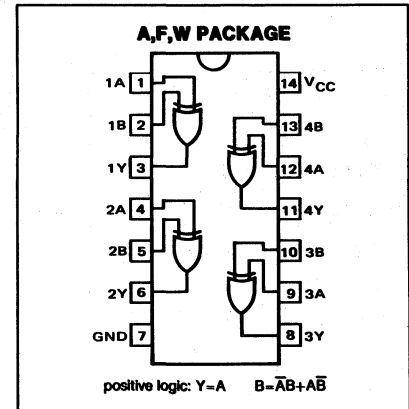 A,F,W PACKAGE
1A 1 14 VCC
1B 2 13 4B
1Y 3 12 4A
2A 4 11 4Y
2B 5 10 3B
2Y 6 9 3A
GND 7 8 3Y
positive logic: Y=A B=A̅B+AB̅